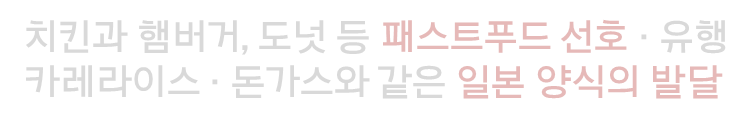 치킨과 햄버거, 도넛 등 패스트푸드 선호 · 유행
카레라이스 · 돈가스와 같은 일본 양식의 발달